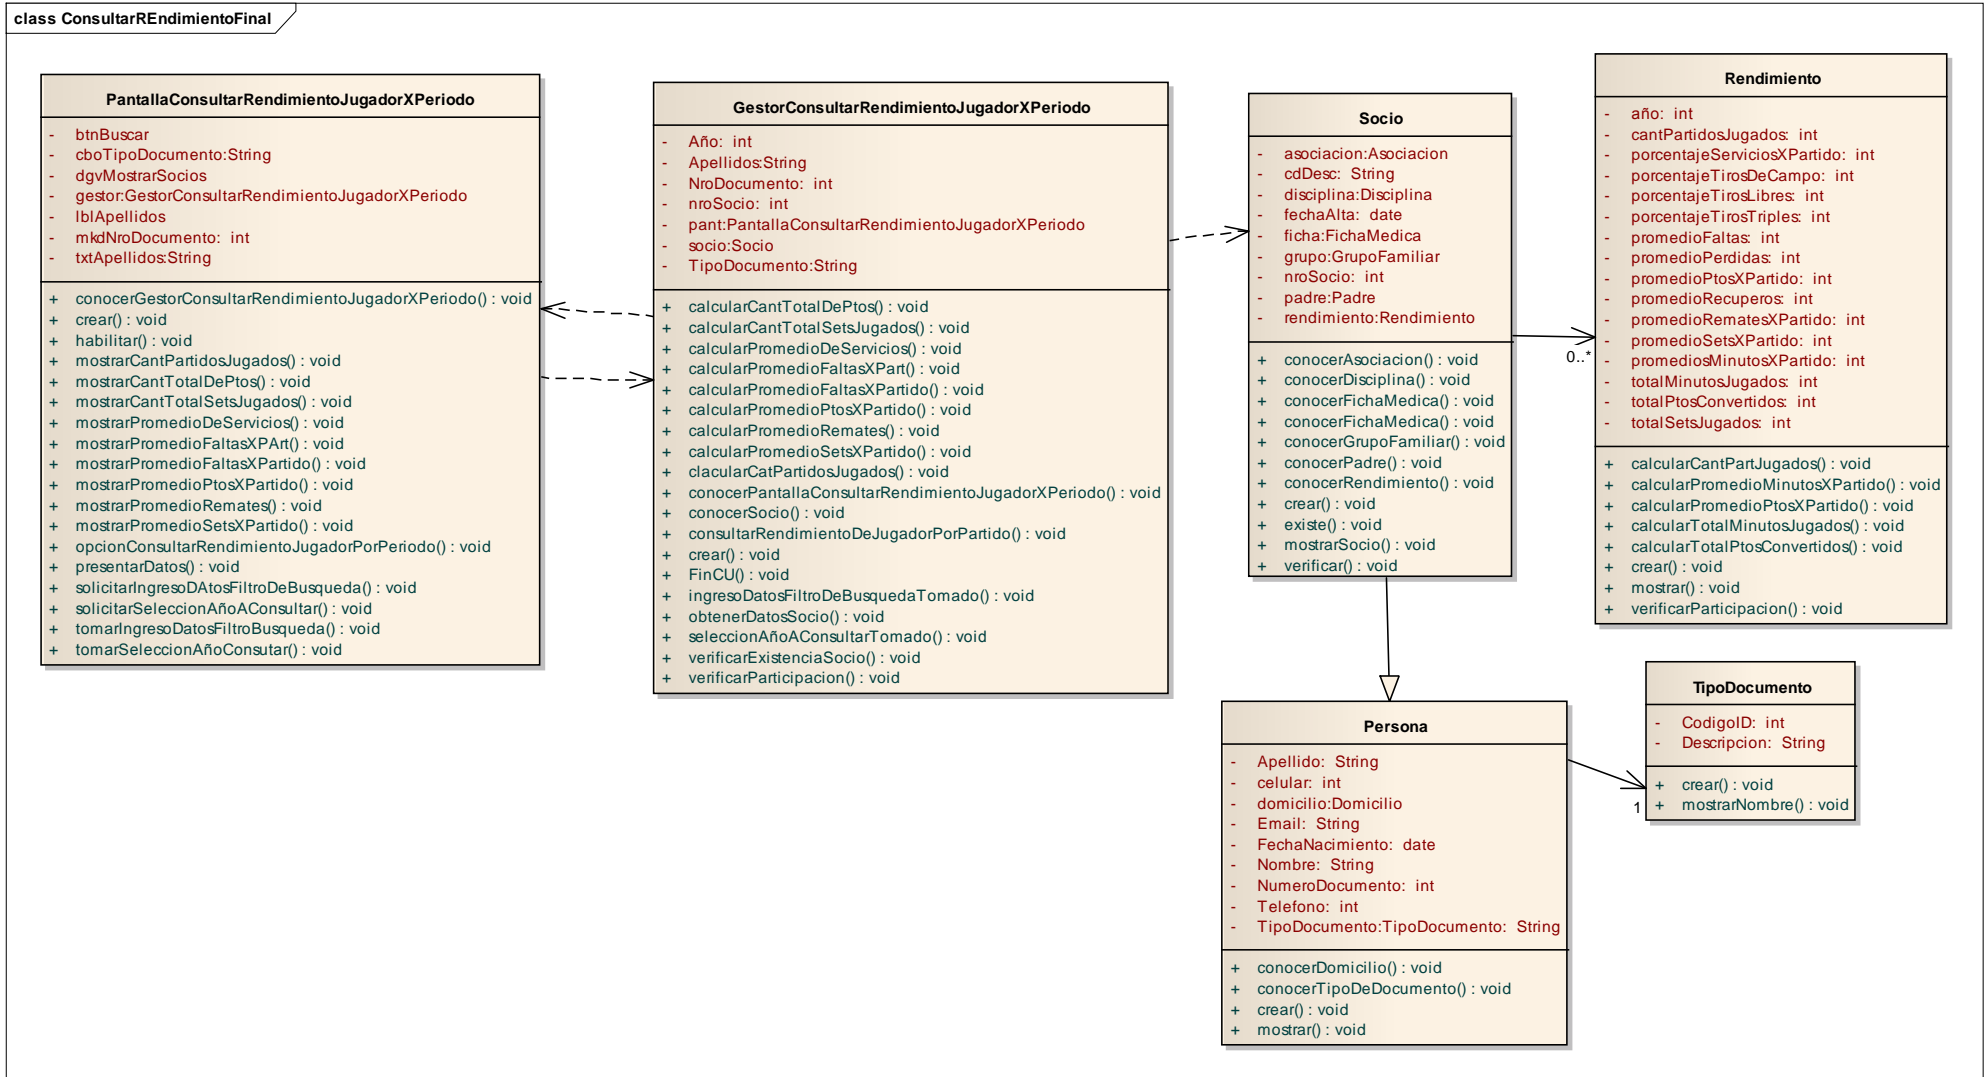 class ConsultarREndimientoFinal
PantallaConsultarRendimientoJugadorXPeriodo
- btnBuscar
- cboTipoDocumento:String
- dgvMostrarSocios
- gestor:GestorConsultarRendimientoJugadorXPeriodo
- lblApellidos
- mkdNroDocumento: int
- txtApellidos:String
+ conocerGestorConsultarRendimientoJugadorXPeriodo() : void
+ crear() : void
+ habilitar() : void
+ mostrarCantPartidosJugados() : void
+ mostrarCantTotalDePtos() : void
+ mostrarCantTotalSetsJugados() : void
+ mostrarPromedioDeServicios() : void
+ mostrarPromedioFaltasXPArt() : void
+ mostrarPromedioFaltasXPartido() : void
+ mostrarPromedioPtosXPartido() : void
+ mostrarPromedioRemates() : void
+ mostrarPromedioSetsXPartido() : void
+ opcionConsultarRendimientoJugadorPorPeriodo() : void
+ presentarDatos() : void
+ solicitarIngresoDAtosFiltroDeBusqueda() : void
+ solicitarSeleccionAñoAConsultar() : void
+ tomarIngresoDatosFiltroBusqueda() : void
+ tomarSeleccionAñoConsutar() : void
GestorConsultarRendimientoJugadorXPeriodo
- Año: int
- Apellidos:String
- NroDocumento: int
- nroSocio: int
- pant:PantallaConsultarRendimientoJugadorXPeriodo
- socio:Socio
- TipoDocumento:String
+ calcularCantTotalDePtos() : void
+ calcularCantTotalSetsJugados() : void
+ calcularPromedioDeServicios() : void
+ calcularPromedioFaltasXPart() : void
+ calcularPromedioFaltasXPartido() : void
+ calcularPromedioPtosXPartido() : void
+ calcularPromedioRemates() : void
+ calcularPromedioSetsXPartido() : void
+ clacularCatPartidosJugados() : void
+ conocerPantallaConsultarRendimientoJugadorXPeriodo() : void
+ conocerSocio() : void
+ consultarRendimientoDeJugadorPorPartido() : void
+ crear() : void
+ FinCU() : void
+ ingresoDatosFiltroDeBusquedaTomado() : void
+ obtenerDatosSocio() : void
+ seleccionAñoAConsultarTomado() : void
+ verificarExistenciaSocio() : void
+ verificarParticipacion() : void
Socio
- asociacion:Asociacion
- cdDesc: String
- disciplina:Disciplina
- fechaAlta: date
- ficha:FichaMedica
- grupo:GrupoFamiliar
- nroSocio: int
- padre:Padre
- rendimiento:Rendimiento
+ conocerAsociacion() : void
+ conocerDisciplina() : void
+ conocerFichaMedica() : void
+ conocerFichaMedica() : void
+ conocerGrupoFamiliar() : void
+ conocerPadre() : void
+ conocerRendimiento() : void
+ crear() : void
+ existe() : void
+ mostrarSocio() : void
+ verificar() : void
0..*
Rendimiento
- año: int
- cantPartidosJugados: int
- porcentajeServiciosXPartido: int
- porcentajeTirosDeCampo: int
- porcentajeTirosLibres: int
- porcentajeTirosTriples: int
- promedioFaltas: int
- promedioPerdidas: int
- promedioPtosXPartido: int
- promedioRecuperos: int
- promedioRematesXPartido: int
- promedioSetsXPartido: int
- promediosMinutosXPartido: int
- totalMinutosJugados: int
- totalPtosConvertidos: int
- totalSetsJugados: int
+ calcularCantPartJugados() : void
+ calcularPromedioMinutosXPartido() : void
+ calcularPromedioPtosXPartido() : void
+ calcularTotalMinutosJugados() : void
+ calcularTotalPtosConvertidos() : void
+ crear() : void
+ mostrar() : void
+ verificarParticipacion() : void
Persona
- Apellido: String
- celular: int
- domicilio:Domicilio
- Email: String
- FechaNacimiento: date
- Nombre: String
- NumeroDocumento: int
- Telefono: int
- TipoDocumento:TipoDocumento: String
+ conocerDomicilio() : void
+ conocerTipoDeDocumento() : void
+ crear() : void
+ mostrar() : void
1
TipoDocumento
- CodigoID: int
- Descripcion: String
+ crear() : void
+ mostrarNombre() : void